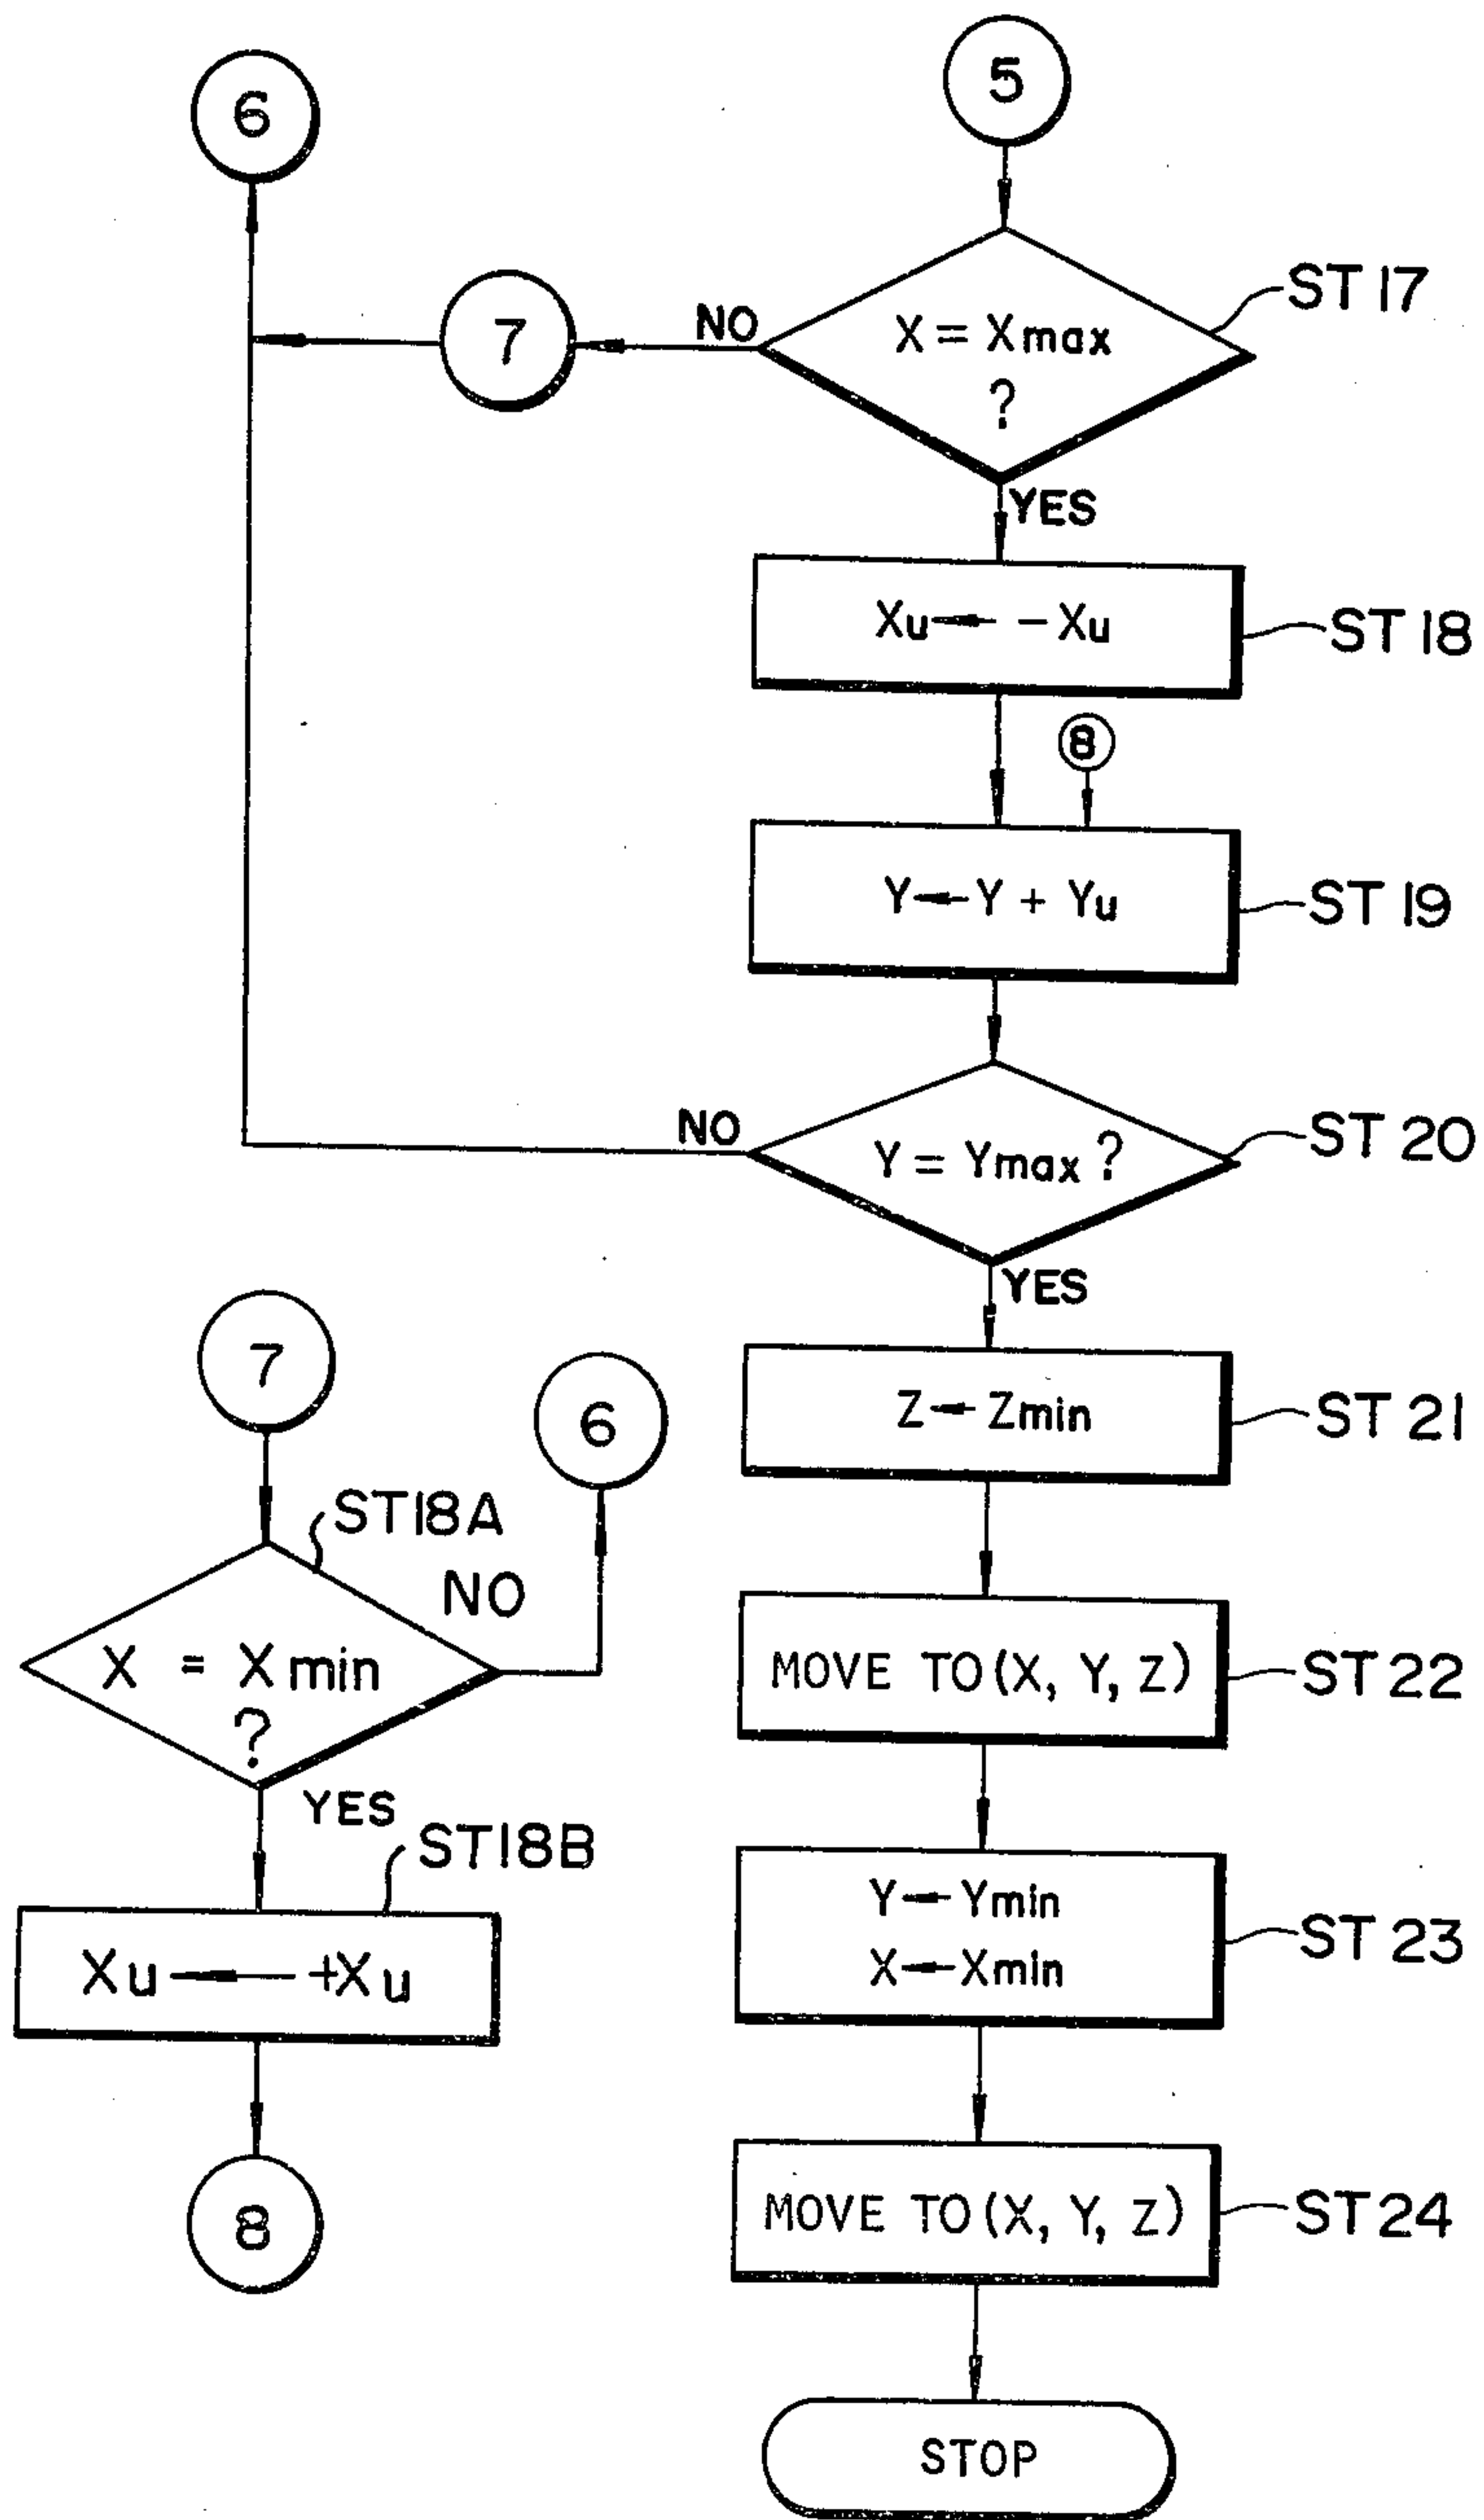 5
6
ST 17
7
NO
X = Xmax
?
YES
Xu ← -Xu
ST 18
8
Y ← Y + Yu
ST 19
NO
Y = Ymax ?
ST 20
YES
Z ← Zmin
ST 21
MOVE TO (X, Y, Z)
ST 22
Y ← Ymin
X ← Xmin
ST 23
MOVE TO (X, Y, Z)
ST 24
STOP
7
6
ST18A
NO
X = Xmin
?
YES
ST18B
Xu ← +Xu
8